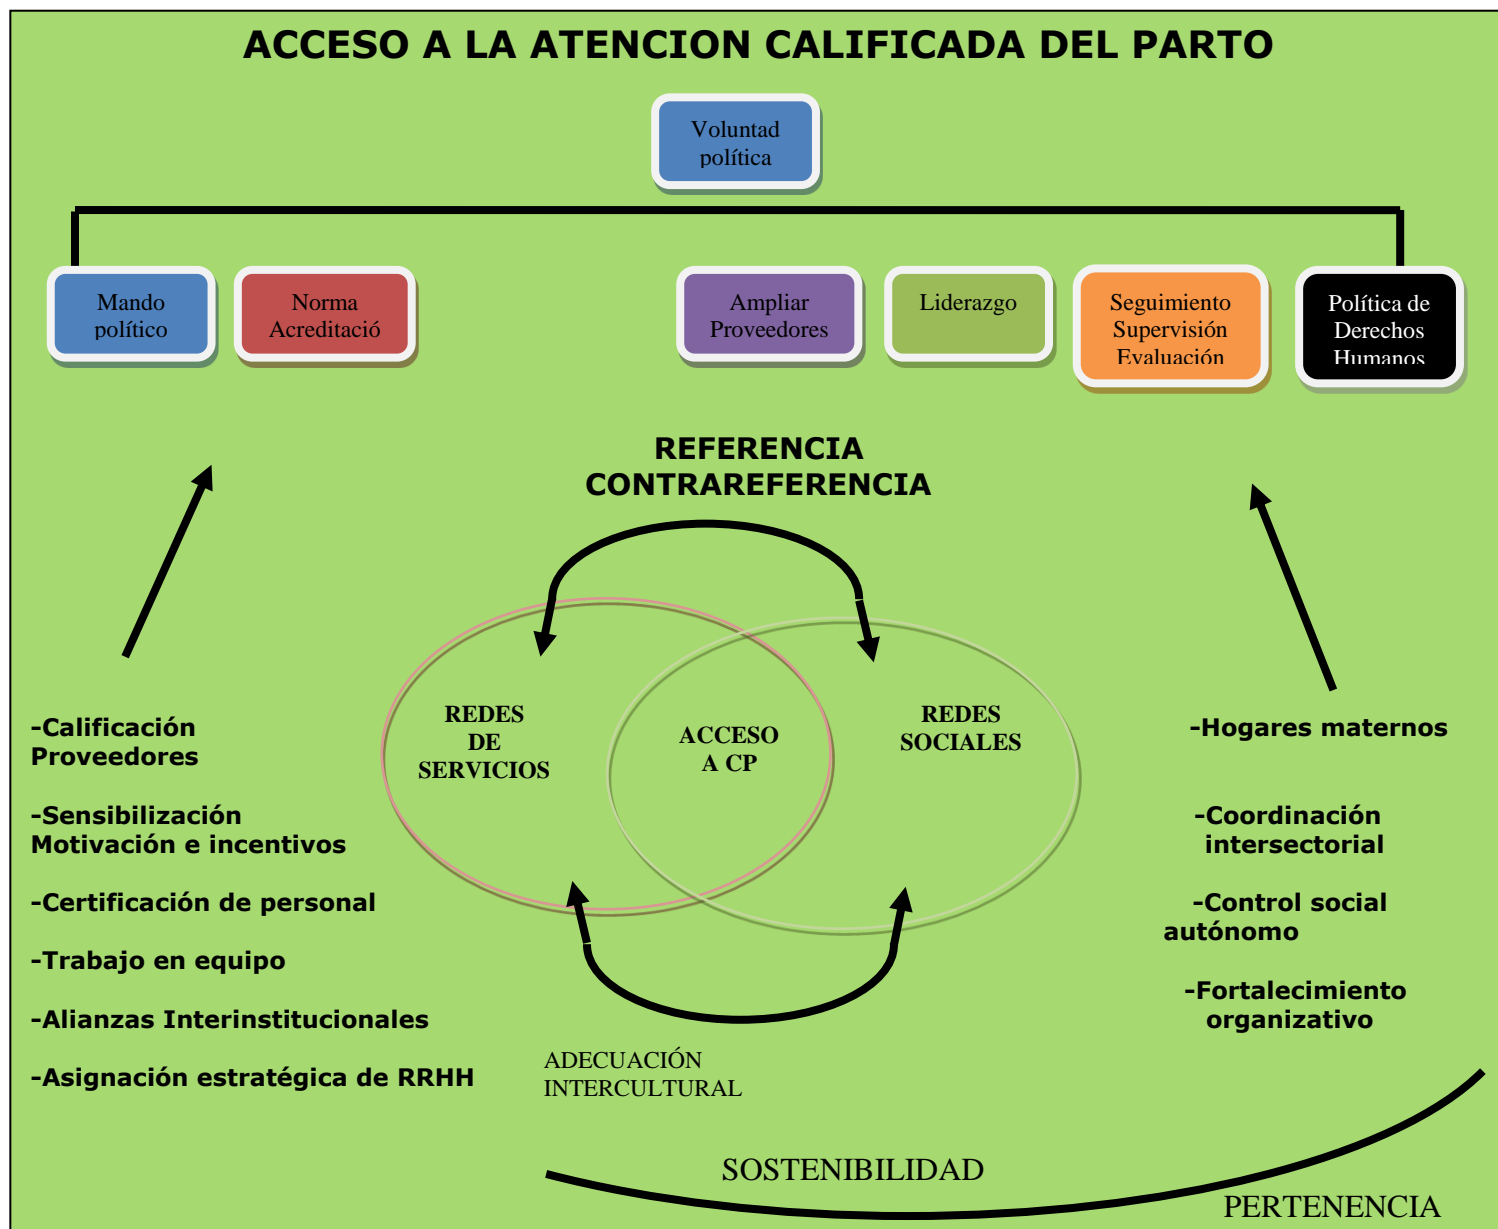 ACCESO A LA ATENCION CALIFICADA DEL PARTO
Voluntad
política
Mando
político
Norma
Acreditació
Ampliar
Proveedores
Liderazgo
Seguimiento
Supervisión
Evaluación
Política de
Derechos
Humanos
REFERENCIA
CONTRAREFERENCIA
-Calificación
Proveedores
-Sensibilización
Motivación e incentivos
-Certificación de personal
-Trabajo en equipo
-Alianzas Interinstitucionales
-Asignación estratégica de RRHH
REDES
DE
SERVICIOS
ACCESO
A CP
REDES
SOCIALES
-Hogares maternos
-Coordinación
intersectorial
-Control social
autónomo
-Fortalecimiento
organizativo
ADECUACIÓN
INTERCULTURAL
SOSTENIBILIDAD
PERTENENCIA